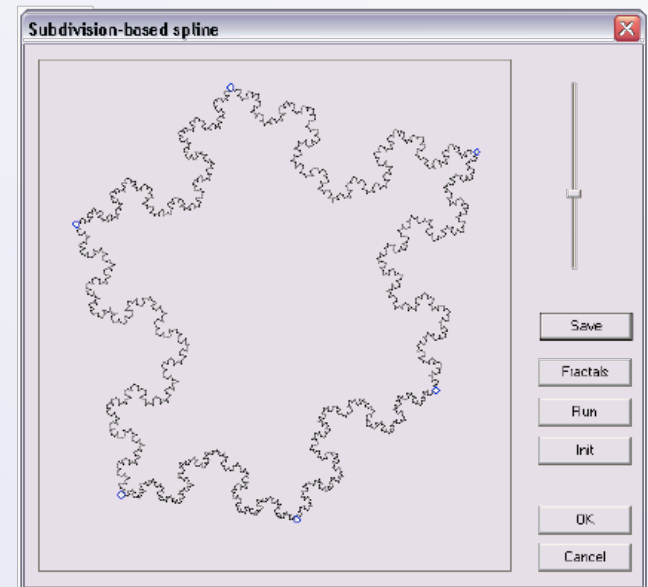 Subdivision-based spline
Save
Fractals
Run
Init
OK
Cancel